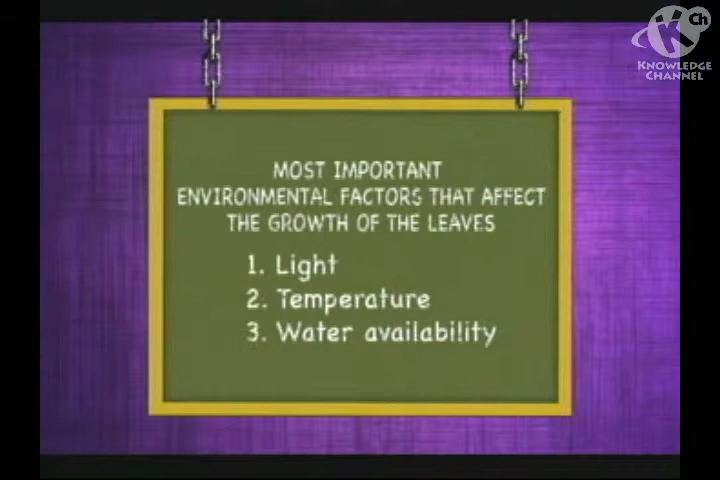 Ch
K
KNOWLEDGE
CHANNEL
MOST IMPORTANT
ENVIRONMENTAL FACTORS THAT AFFECT
THE GROWTH OF THE LEAVES
1. Light
2. Temperature
3. Water availability